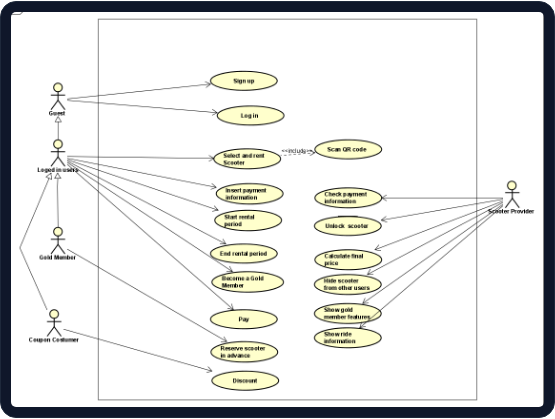 Sign up
Guest
Log in
<<include>>
Scan QR code
Select and rent
Scooter
Loged in users
Insert payment
information
Check payment
information
Scooter Provider
Start rental
period
Unlock scooter
Gold Member
End rental period
Calculate final
price
Become a Gold
Member
Hide scooter
from other users
Show gold
member features
Pay
Coupon Costumer
Show ride
information
Reserve scooter
in advance
Discount